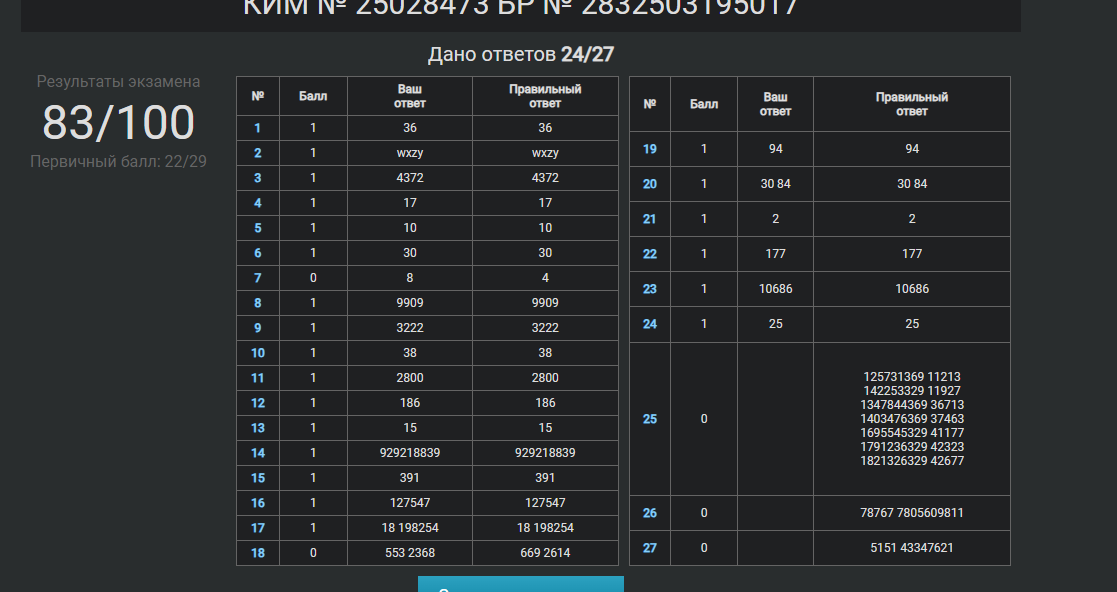 КИМ № 25028473 БР № 2832503195017
Дано ответов 24/27
Результаты экзамена
83/100
Первичный балл: 22/29
№ Балл Ваш ответ Правильный ответ
1 1 36 36
2 1 wxzy wxzy
3 1 4372 4372
4 1 17 17
5 1 10 10
6 1 30 30
7 0 8 4
8 1 9909 9909
9 1 3222 3222
10 1 38 38
11 1 2800 2800
12 1 186 186
13 1 15 15
14 1 929218839 929218839
15 1 391 391
16 1 127547 127547
17 1 18 198254 18 198254
18 0 553 2368 669 2614
№ Балл Ваш ответ Правильный ответ
19 1 94 94
20 1 30 84 30 84
21 1 2 2
22 1 177 177
23 1 10686 10686
24 1 25 25
25 0
125731369 11213
142253329 11927
1347844369 36713
1403476369 37463
1695545329 41177
1791236329 42323
1821326329 42677
26 0 78767 7805609811
27 0 5151 43347621